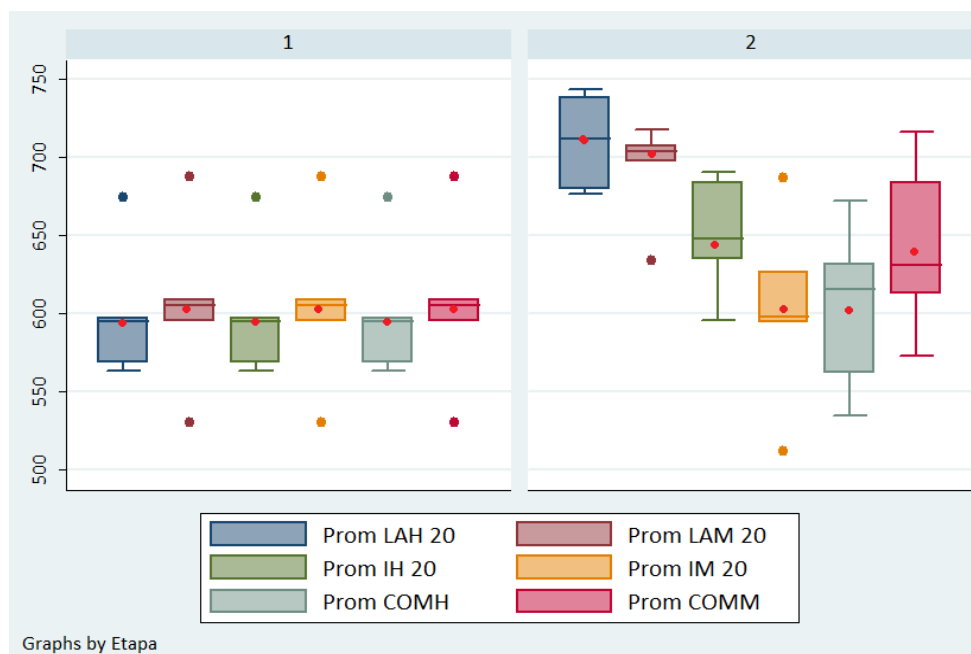 1 2
750
700
650
600
550
500
Prom LAH 20 Prom LAM 20
Prom IH 20 Prom IM 20
Prom COMH Prom COMM
Graphs by Etapa